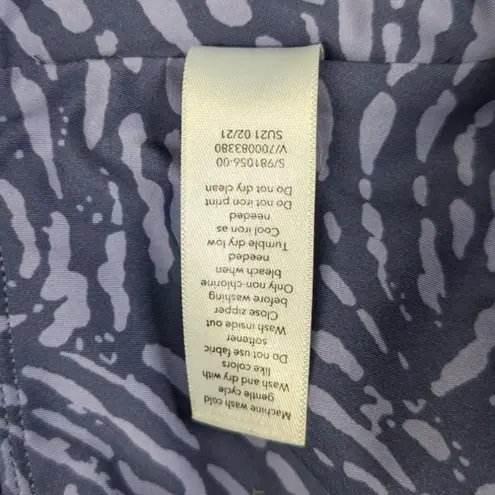 Machine wash cold
gentle cycle
Wash and dry with
like colors
Do not use fabric
softener
Wash inside out
Close zipper
before washing
Only non-chlorine
bleach when
needed
Tumble dry low
Cool iron as
needed
Do not iron print
Do not dry clean
S/981056-00
V/700083380
SU21 02/21